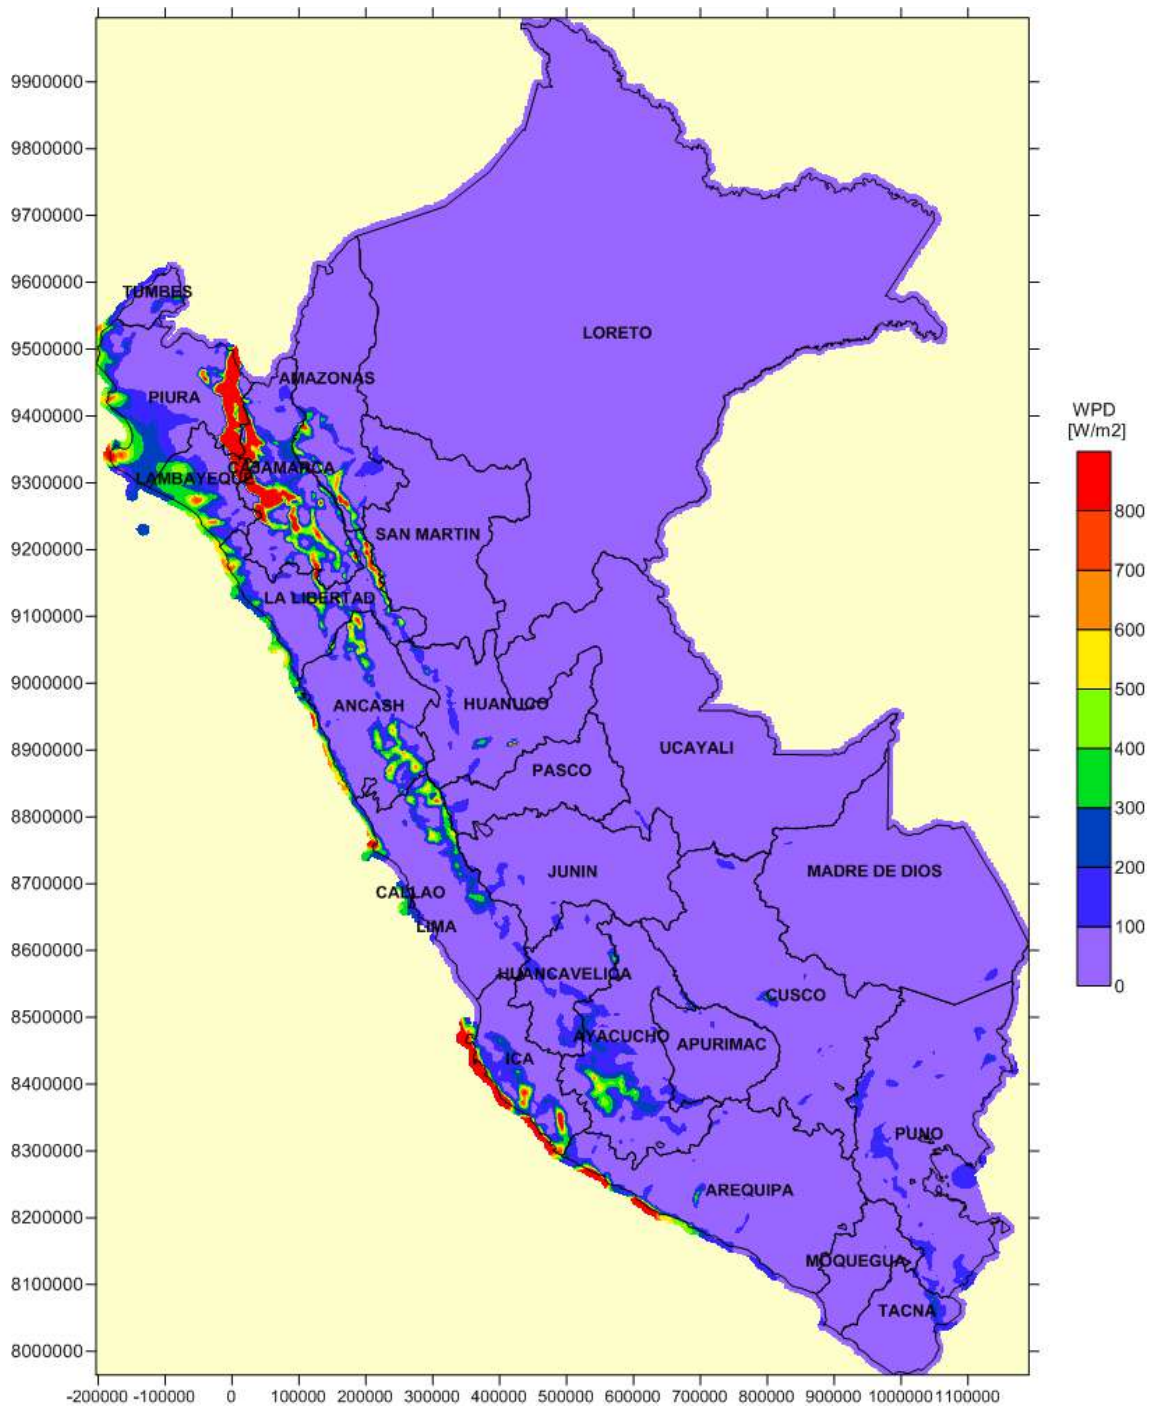 9900000
9800000
9700000
9600000
9500000
9400000
9300000
9200000
9100000
9000000
8900000
8800000
8700000
8600000
8500000
8400000
8300000
8200000
8100000
8000000
-200000 -100000 0 100000 200000 300000 400000 500000 600000 700000 800000 900000 1000000 1100000
TUMBES
LORETO
AMAZONAS
PIURA
CAJAMARCA
LAMBAYEQUE
SAN MARTIN
LA LIBERTAD
ANCASH
HUANUCO
UCAYALI
PASCO
JUNIN
MADRE DE DIOS
CALLAO
LIMA
HUANCAVELICA
CUSCO
AYACUCHO
APURIMAC
ICA
PUNO
AREQUIPA
MOQUEGUA
TACNA
WPD
[W/m2]
800
700
600
500
400
300
200
100
0